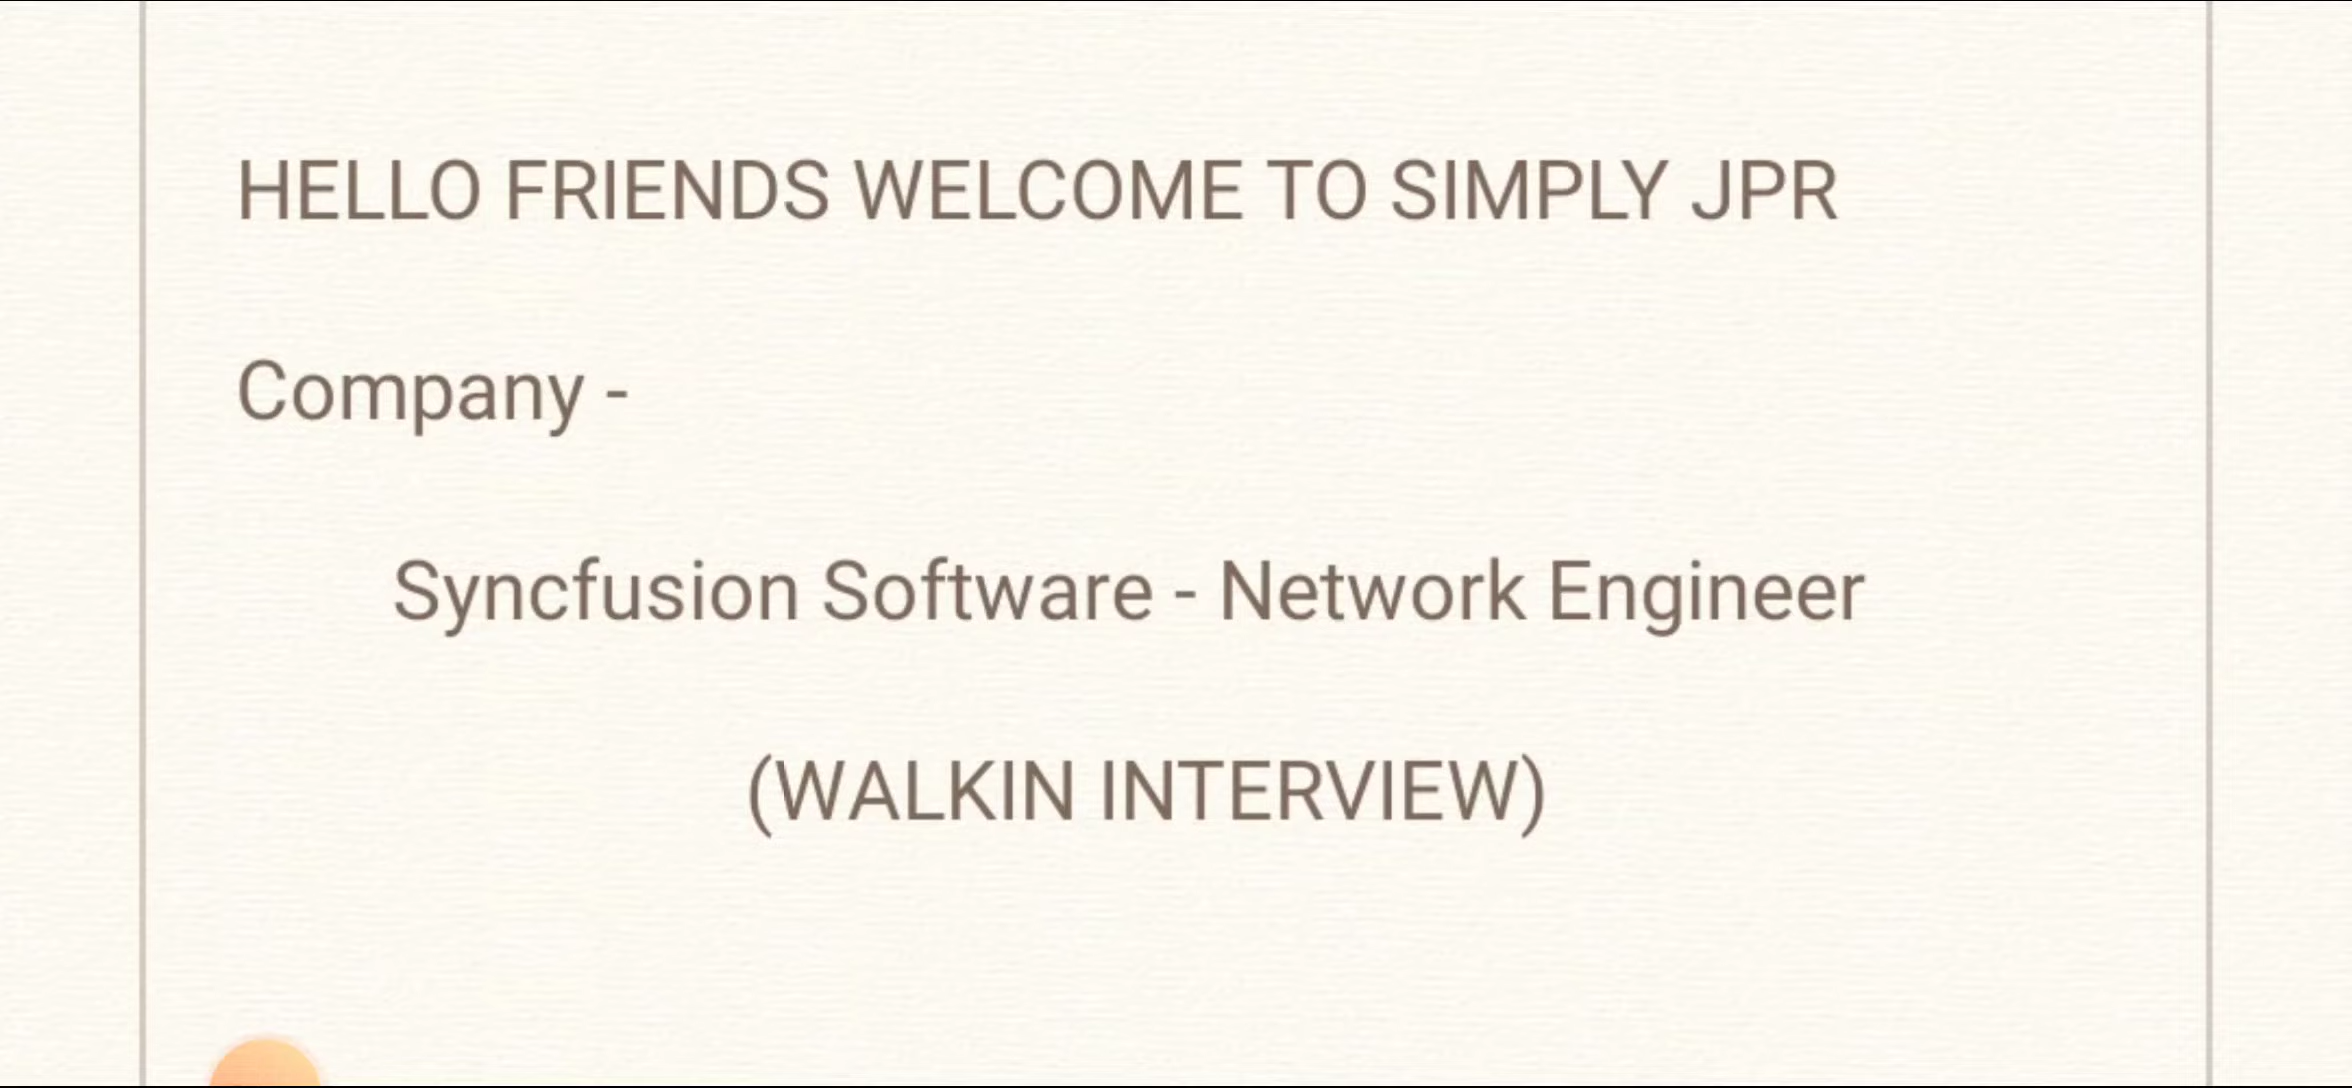 HELLO FRIENDS WELCOME TO SIMPLY JPR
Company -
Syncfusion Software - Network Engineer
(WALKIN INTERVIEW)